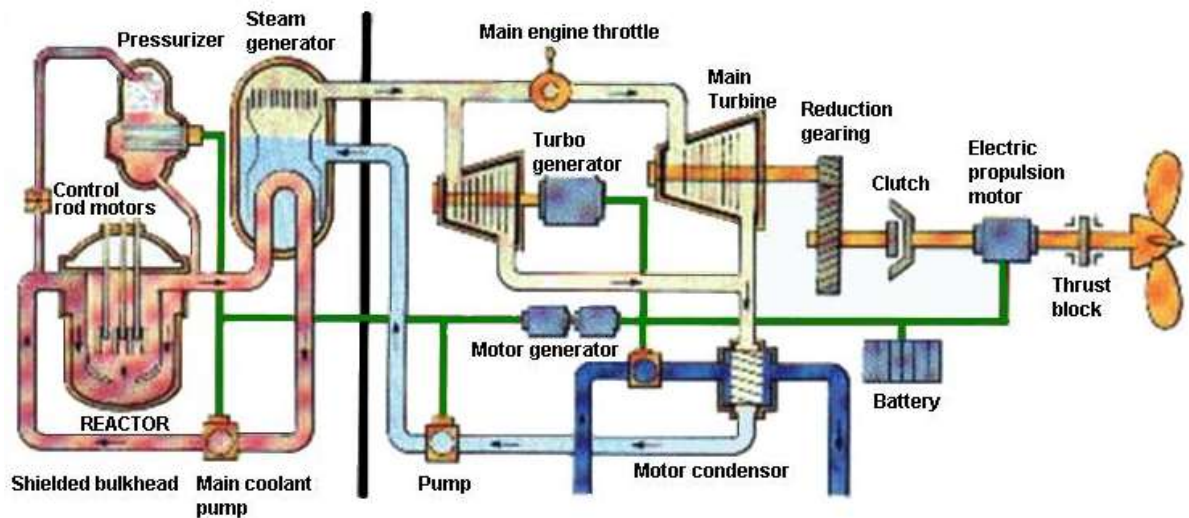 Pressurizer
Steam
generator
Main engine throttle
Main
Turbine
Reduction
gearing
Turbo
generator
Electric
propulsion
motor
Clutch
Control
rod motors
Thrust
block
Motor generator
Battery
REACTOR
Shielded bulkhead
Main coolant
pump
Pump
Motor condensor